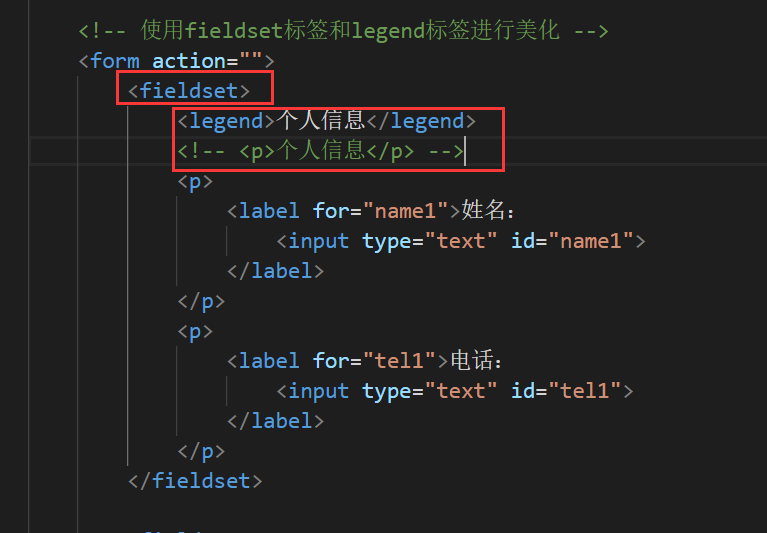 <!-- 使用fieldset标签和legend标签进行美化 -->
<form action="">
<fieldset>
<legend>个人信息</legend>
<!-- <p>个人信息</p> -->
<p>
<label for="name1">姓名：
<input type="text" id="name1">
</label>
</p>
<p>
<label for="tel1">电话：
<input type="text" id="tel1">
</label>
</p>
</fieldset>